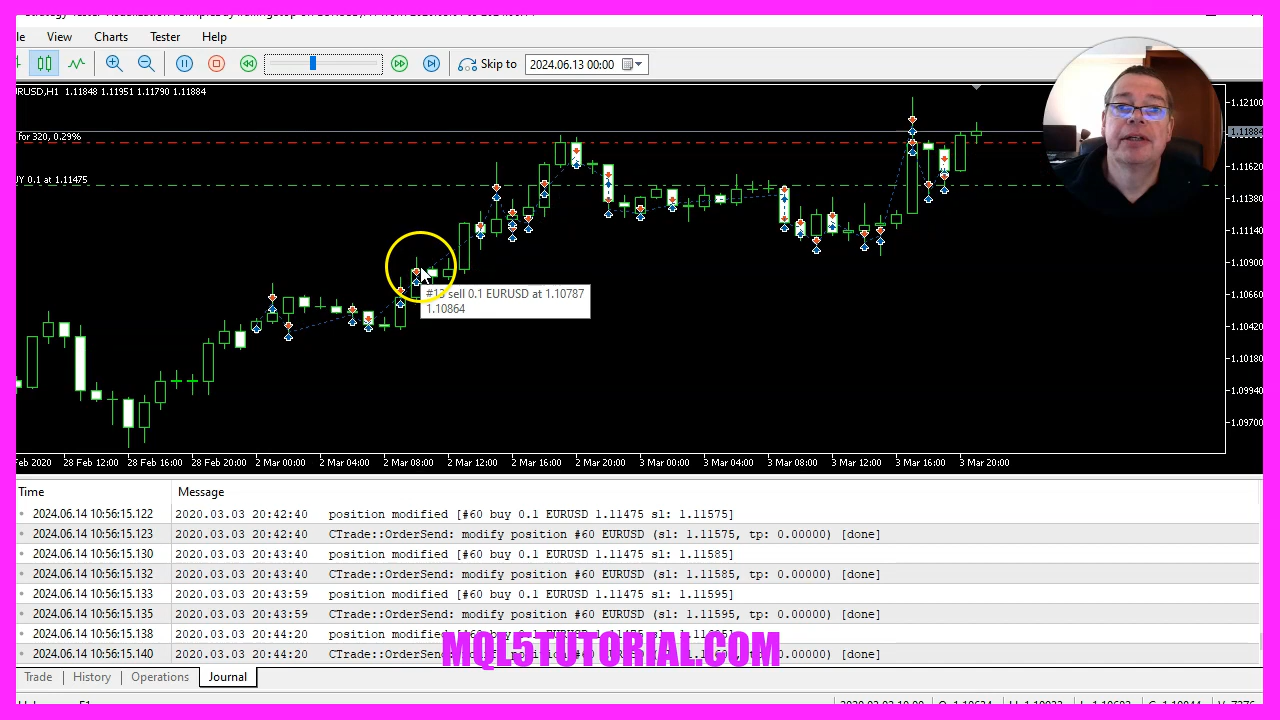 View Charts Tester Help
Skip to 2024.06.13 00:00
RUSD,H1 1.11848 1.11951 1.11790 1.11884
for 320, 0.29%
UY 0.1 at 1.11475
#13 sell 0.1 EURUSD at 1.10787
1.10864
1.12100
1.11884
1.11620
1.11380
1.11140
1.10900
1.10660
1.10420
1.10180
1.09940
1.09700
Feb 2020 28 Feb 12:00 28 Feb 16:00 28 Feb 20:00 2 Mar 00:00 2 Mar 04:00 2 Mar 08:00 2 Mar 12:00 2 Mar 16:00 2 Mar 20:00 3 Mar 00:00 3 Mar 04:00 3 Mar 08:00 3 Mar 12:00 3 Mar 16:00 3 Mar 20:00
Time Message
2024.06.14 10:56:15.122 2020.03.03 20:42:40 position modified [#60 buy 0.1 EURUSD 1.11475 sl: 1.11575]
2024.06.14 10:56:15.123 2020.03.03 20:42:40 CTrade::OrderSend: modify position #60 EURUSD (sl: 1.11575, tp: 0.00000) [done]
2024.06.14 10:56:15.130 2020.03.03 20:43:40 position modified [#60 buy 0.1 EURUSD 1.11475 sl: 1.11585]
2024.06.14 10:56:15.132 2020.03.03 20:43:40 CTrade::OrderSend: modify position #60 EURUSD (sl: 1.11585, tp: 0.00000) [done]
2024.06.14 10:56:15.133 2020.03.03 20:43:59 position modified [#60 buy 0.1 EURUSD 1.11475 sl: 1.11595]
2024.06.14 10:56:15.135 2020.03.03 20:43:59 CTrade::OrderSend: modify position #60 EURUSD (sl: 1.11595, tp: 0.00000) [done]
2024.06.14 10:56:15.138 2020.03.03 20:44:20 position modified
2024.06.14 10:56:15.140 2020.03.03 20:44:20 CTrade::OrderSend: 0.00000) [done]
MQL5TUTORIAL.COM
Trade History Operations Journal